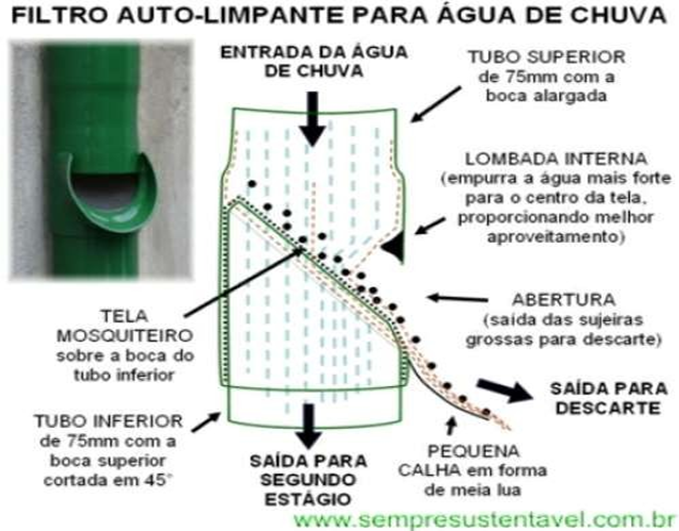 FILTRO AUTO-LIMPANTE PARA ÁGUA DE CHUVA
ENTRADA DA ÁGUA
DE CHUVA
TUBO SUPERIOR
de 75mm com a
boca alargada
LOMBADA INTERNA
(empurra a água mais forte
para o centro da tela,
proporcionando melhor
aproveitamento)
ABERTURA
(saída das sujeiras
grossas para descarte)
TELA
MOSQUITEIRO
sobre a boca do
tubo inferior
SAÍDA PARA
DESCARTE
TUBO INFERIOR
de 75mm com a
boca superior
cortada em 45°
SAÍDA PARA
SEGUNDO
ESTÁGIO
PEQUENA
CALHA em forma
de meia lua
www.sempresustentavel.com.br